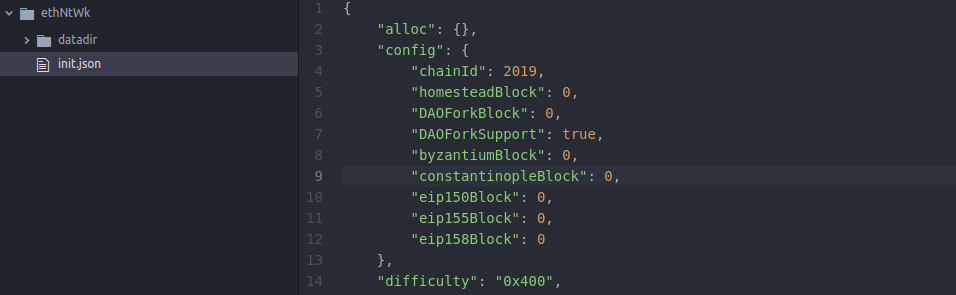 ethNtWk
datadir
init.json
1 {
2     "alloc": {},
3     "config": {
4         "chainId": 2019,
5         "homesteadBlock": 0,
6         "DAOForkBlock": 0,
7         "DAOForkSupport": true,
8         "byzantiumBlock": 0,
9         "constantinopleBlock": 0,
10         "eip150Block": 0,
11         "eip155Block": 0,
12         "eip158Block": 0
13     },
14     "difficulty": "0x400",